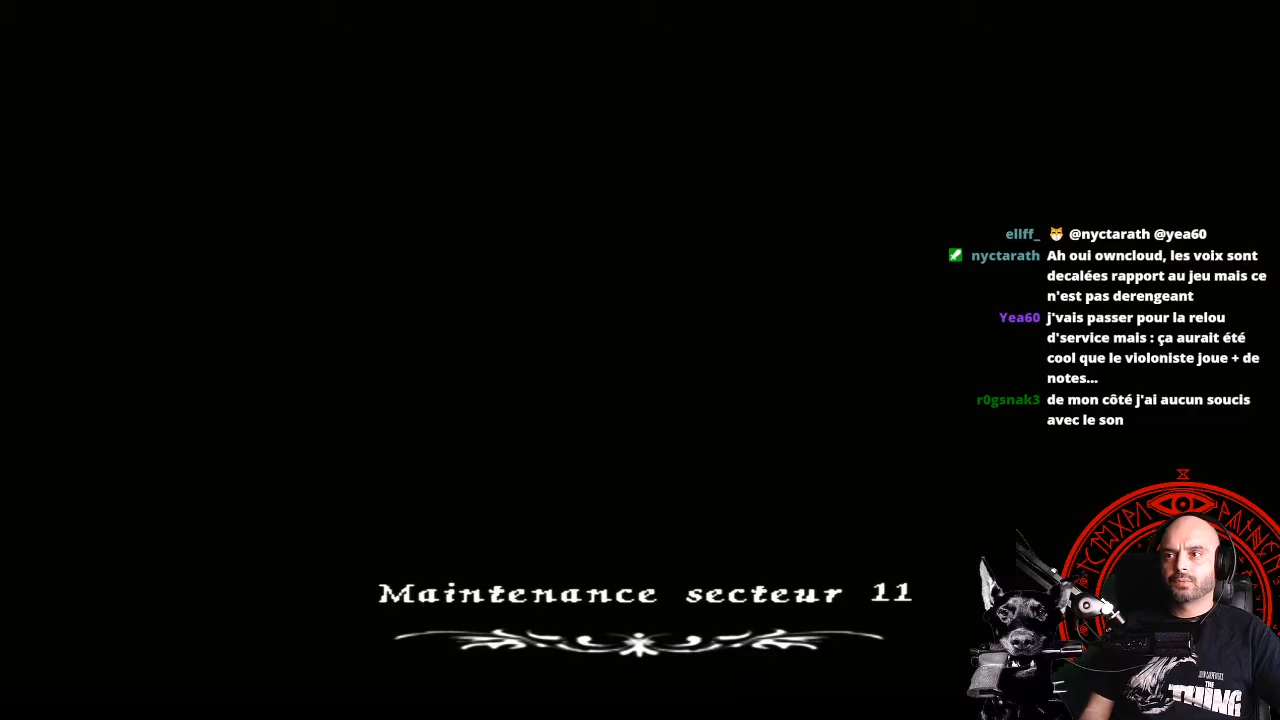 ellff_ @nyctarath @yea60
nyctarath Ah oui owncloud, les voix sont
decalées rapport au jeu mais ce
n'est pas derengeant
Yea60 j'vais passer pour la relou
d'service mais : ça aurait été
cool que le violoniste joue + de
notes...
r0gsnak3 de mon côté j'ai aucun soucis
avec le son
Maintenance secteur 11
THE
THING